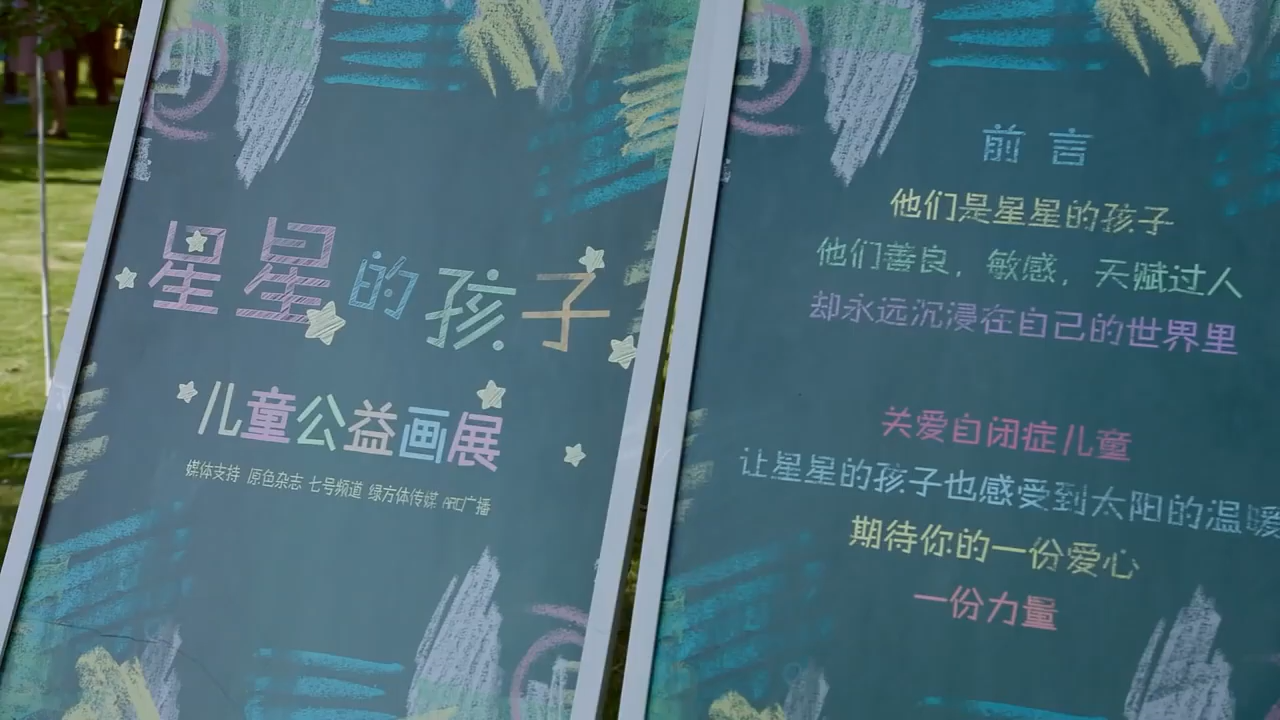 星星的孩子
儿童公益画展
媒体支持 原色杂志 七号频道 绿方体传媒 ARC广播
前言
他们是星星的孩子
他们善良，敏感，天赋过人
却永远沉浸在自己的世界里
关爱自闭症儿童
让星星的孩子也感受到太阳的温暖
期待你的一份爱心
一份力量